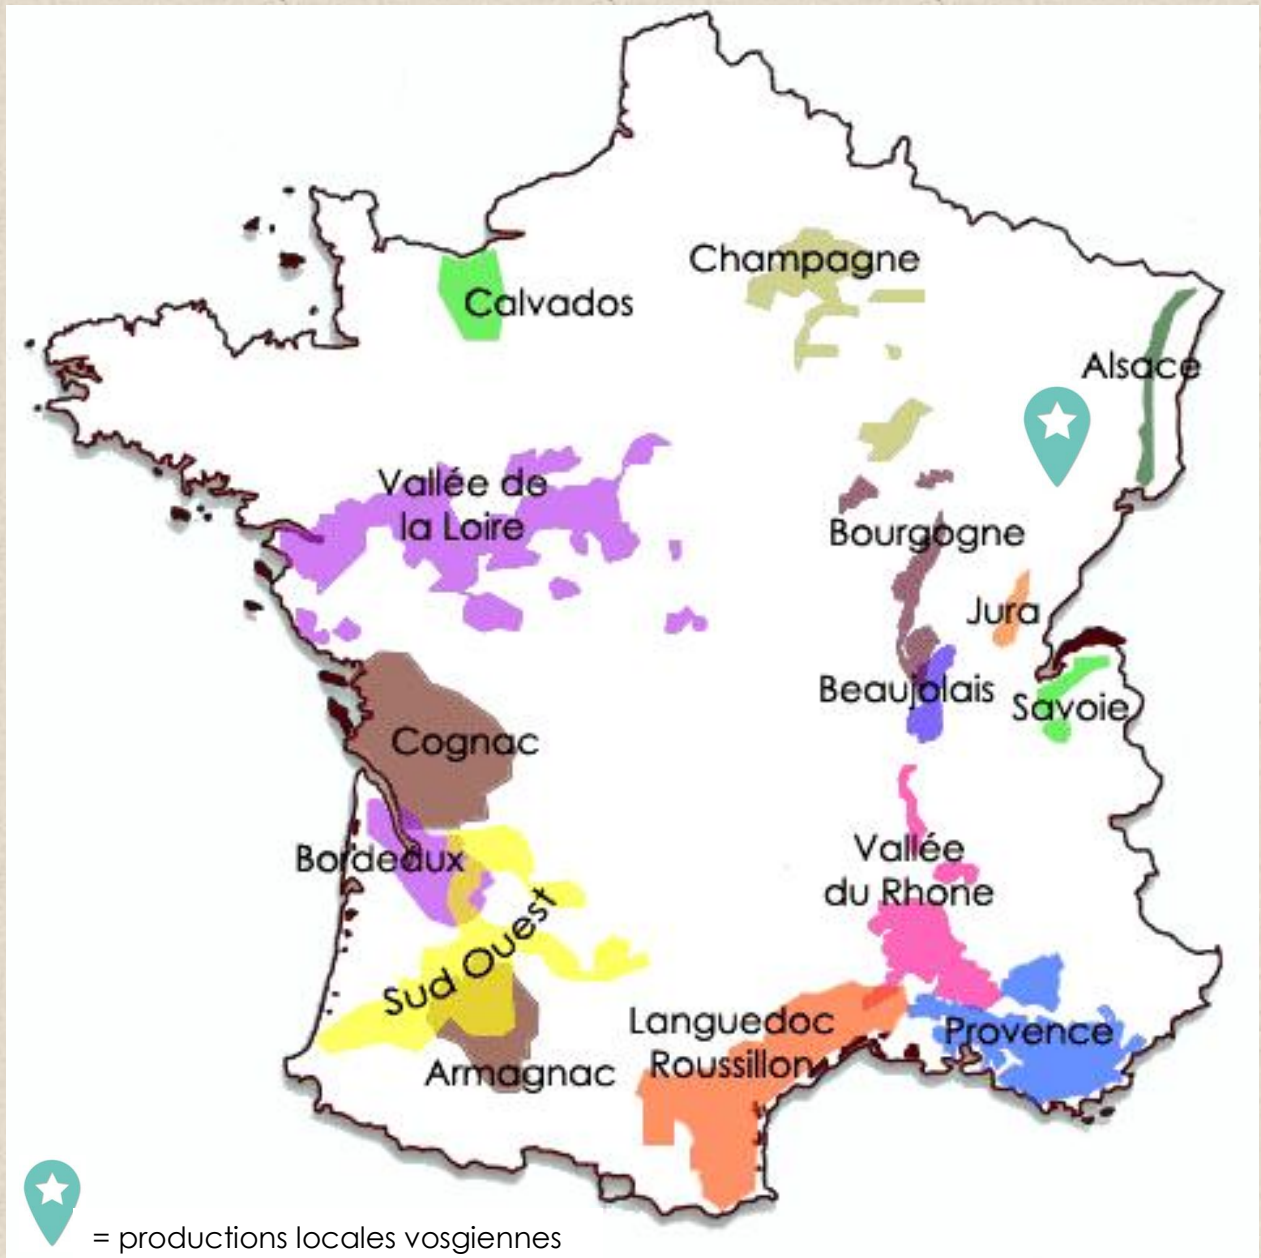 Champagne
Calvados
Alsace
Vallée de
la Loire
Bourgogne
Jura
Beaujolais
Savoie
Cognac
Vallée
du Rhone
Bordeaux
Sud Ouest
Languedoc
Roussillon
Provence
Armagnac
= productions locales vosgiennes